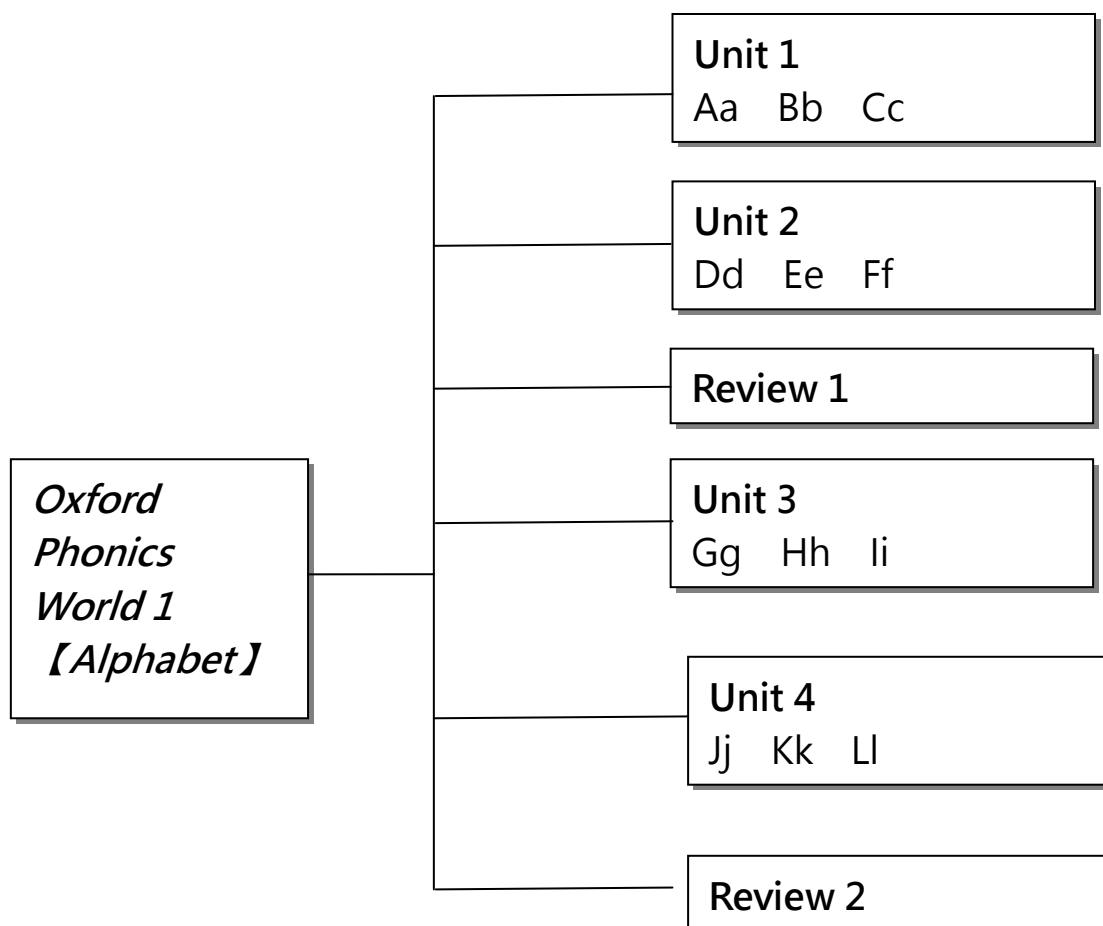 Unit 1
Aa Bb Cc
Unit 2
Dd Ee Ff
Review 1
Oxford
Phonics
World 1
【Alphabet】
Unit 3
Gg Hh Ii
Unit 4
Jj Kk Ll
Review 2